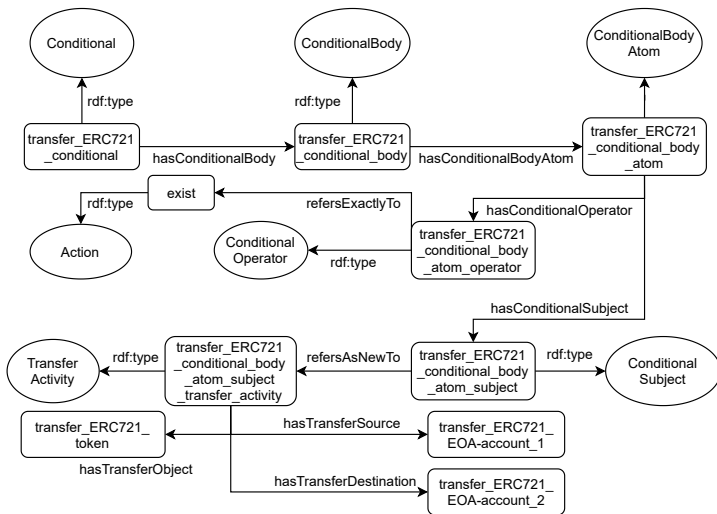 Conditional
ConditionalBody
ConditionalBody
Atom
rdf:type
rdf:type
transfer_ERC721
_conditional
hasConditionalBody
transfer_ERC721
_conditional_body
hasConditionalBodyAtom
transfer_ERC721
_conditional_body
_atom
rdf:type
exist
refersExactlyTo
hasConditionalOperator
Action
Conditional
Operator
rdf:type
transfer_ERC721
_conditional_body
_atom_operator
hasConditionalSubject
Transfer
Activity
rdf:type
transfer_ERC721
_conditional_body
_atom_subject
_transfer_activity
refersAsNewTo
transfer_ERC721
_conditional_body
_atom_subject
rdf:type
Conditional
Subject
transfer_ERC721_
token
hasTransferObject
hasTransferSource
transfer_ERC721_
EOA-account_1
hasTransferDestination
transfer_ERC721_
EOA-account_2